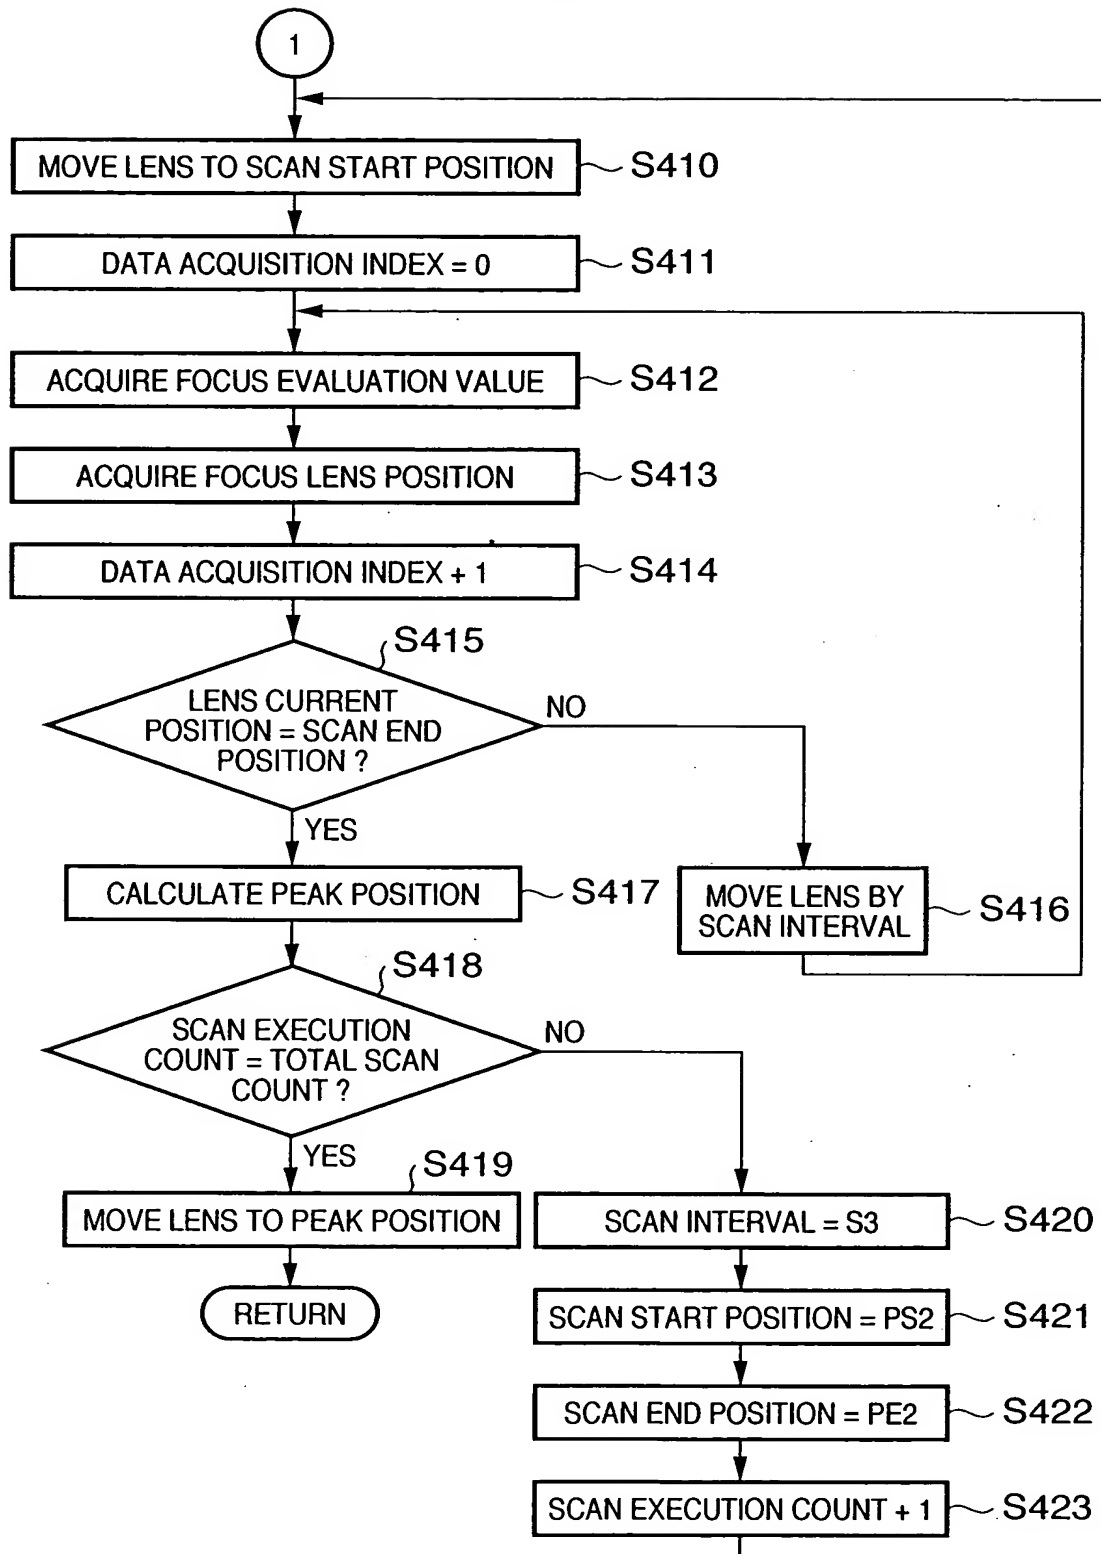 1
MOVE LENS TO SCAN START POSITION
S410
DATA ACQUISITION INDEX = 0
S411
ACQUIRE FOCUS EVALUATION VALUE
S412
ACQUIRE FOCUS LENS POSITION
S413
DATA ACQUISITION INDEX + 1
S414
S415
LENS CURRENT
POSITION = SCAN END
POSITION ?
NO
YES
CALCULATE PEAK POSITION
S417
MOVE LENS BY
SCAN INTERVAL
S416
S418
SCAN EXECUTION
COUNT = TOTAL SCAN
COUNT ?
NO
YES
S419
MOVE LENS TO PEAK POSITION
RETURN
SCAN INTERVAL = S3
S420
SCAN START POSITION = PS2
S421
SCAN END POSITION = PE2
S422
SCAN EXECUTION COUNT + 1
S423